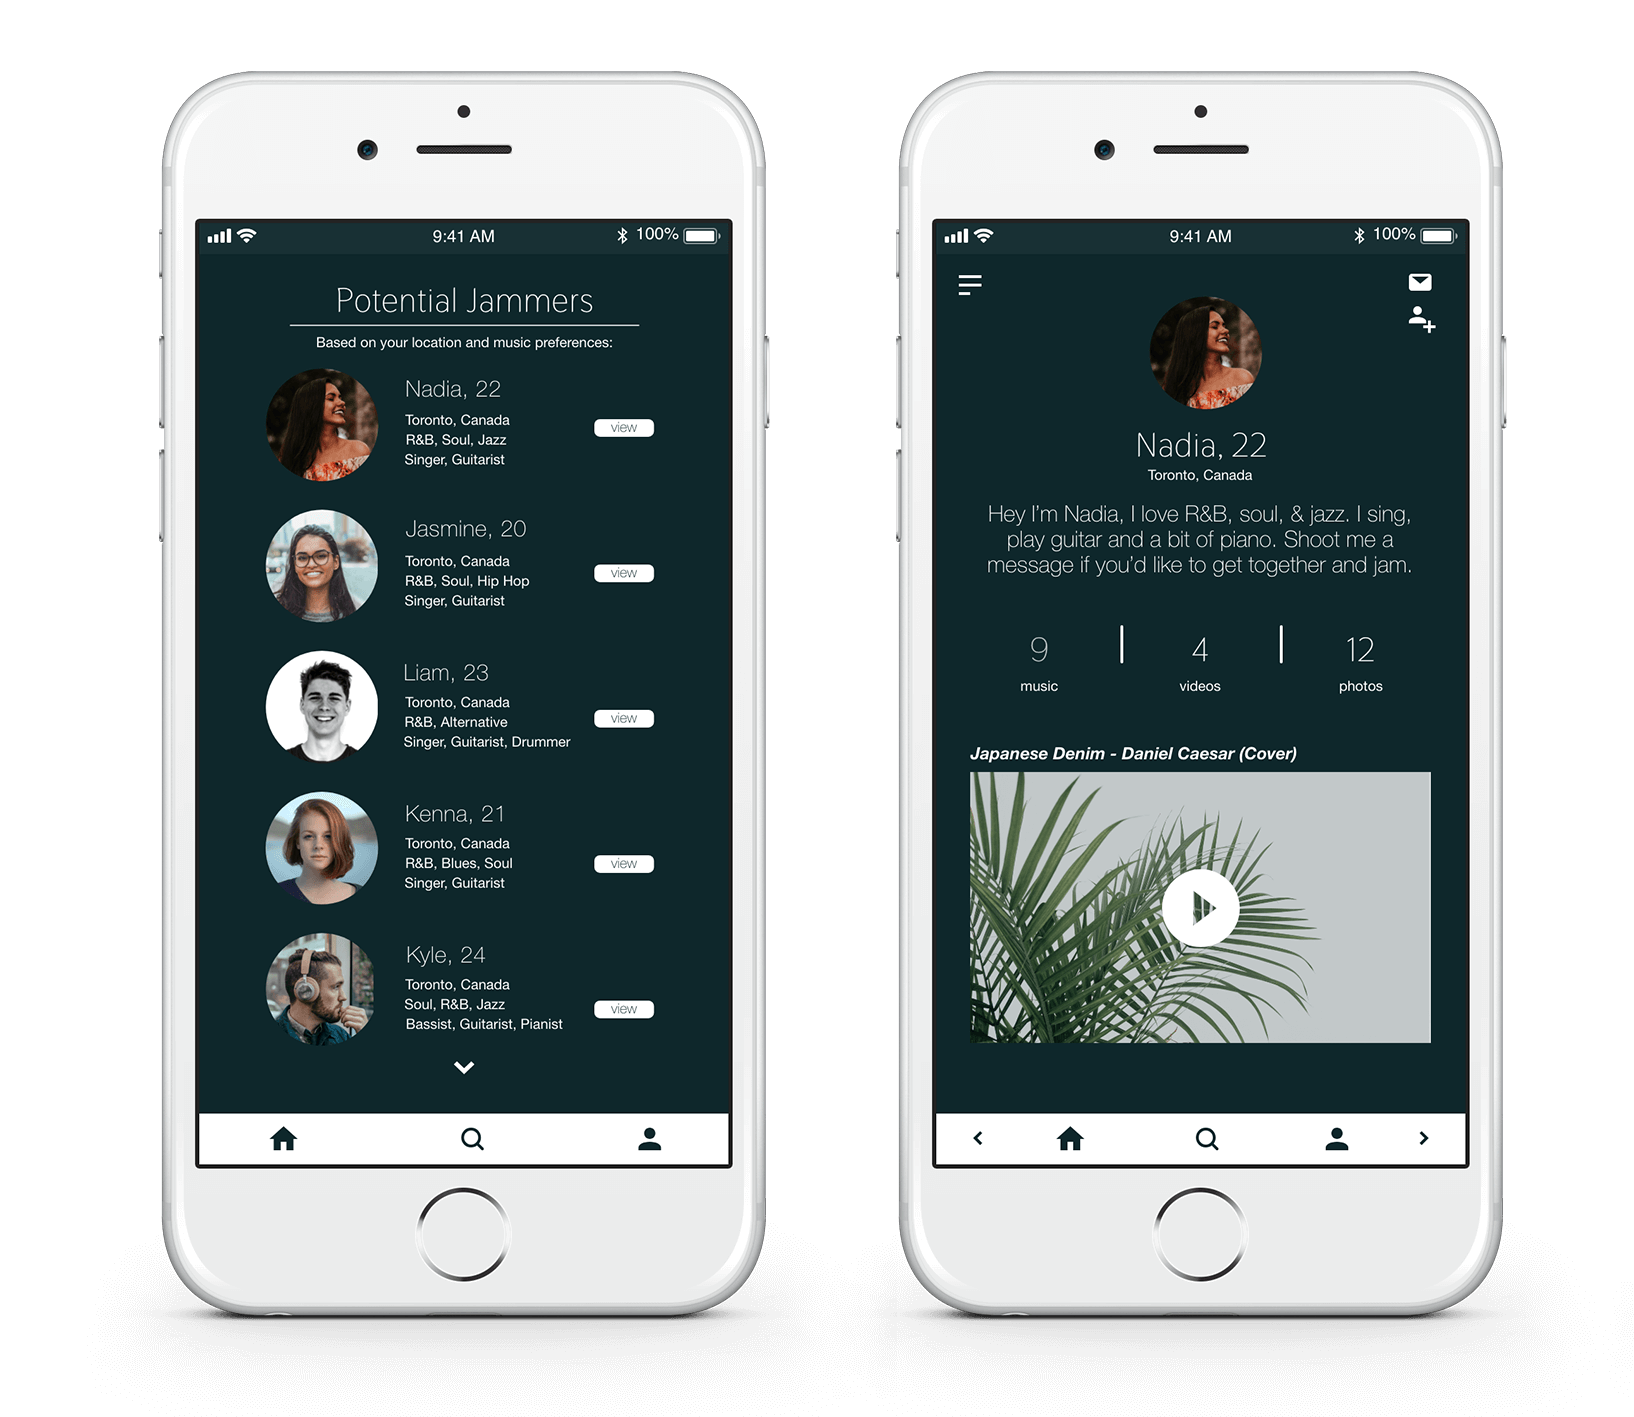 9:41 AM
100%
Potential Jammers
Based on your location and music preferences:
Nadia, 22
Toronto, Canada
R&B, Soul, Jazz
Singer, Guitarist
view
Jasmine, 20
Toronto, Canada
R&B, Soul, Hip Hop
Singer, Guitarist
view
Liam, 23
Toronto, Canada
R&B, Alternative
Singer, Guitarist, Drummer
view
Kenna, 21
Toronto, Canada
R&B, Blues, Soul
Singer, Guitarist
view
Kyle, 24
Toronto, Canada
Soul, R&B, Jazz
Bassist, Guitarist, Pianist
view
9:41 AM
100%
Nadia, 22
Toronto, Canada
Hey I'm Nadia, I love R&B, soul, & jazz. I sing,
play guitar and a bit of piano. Shoot me a
message if you'd like to get together and jam.
9
music
4
videos
12
photos
Japanese Denim - Daniel Caesar (Cover)